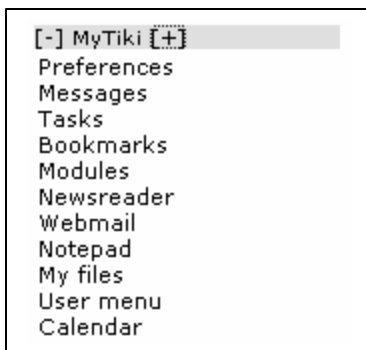 [-] MyTiki [+]
Preferences
Messages
Tasks
Bookmarks
Modules
Newsreader
Webmail
Notepad
My files
User menu
Calendar